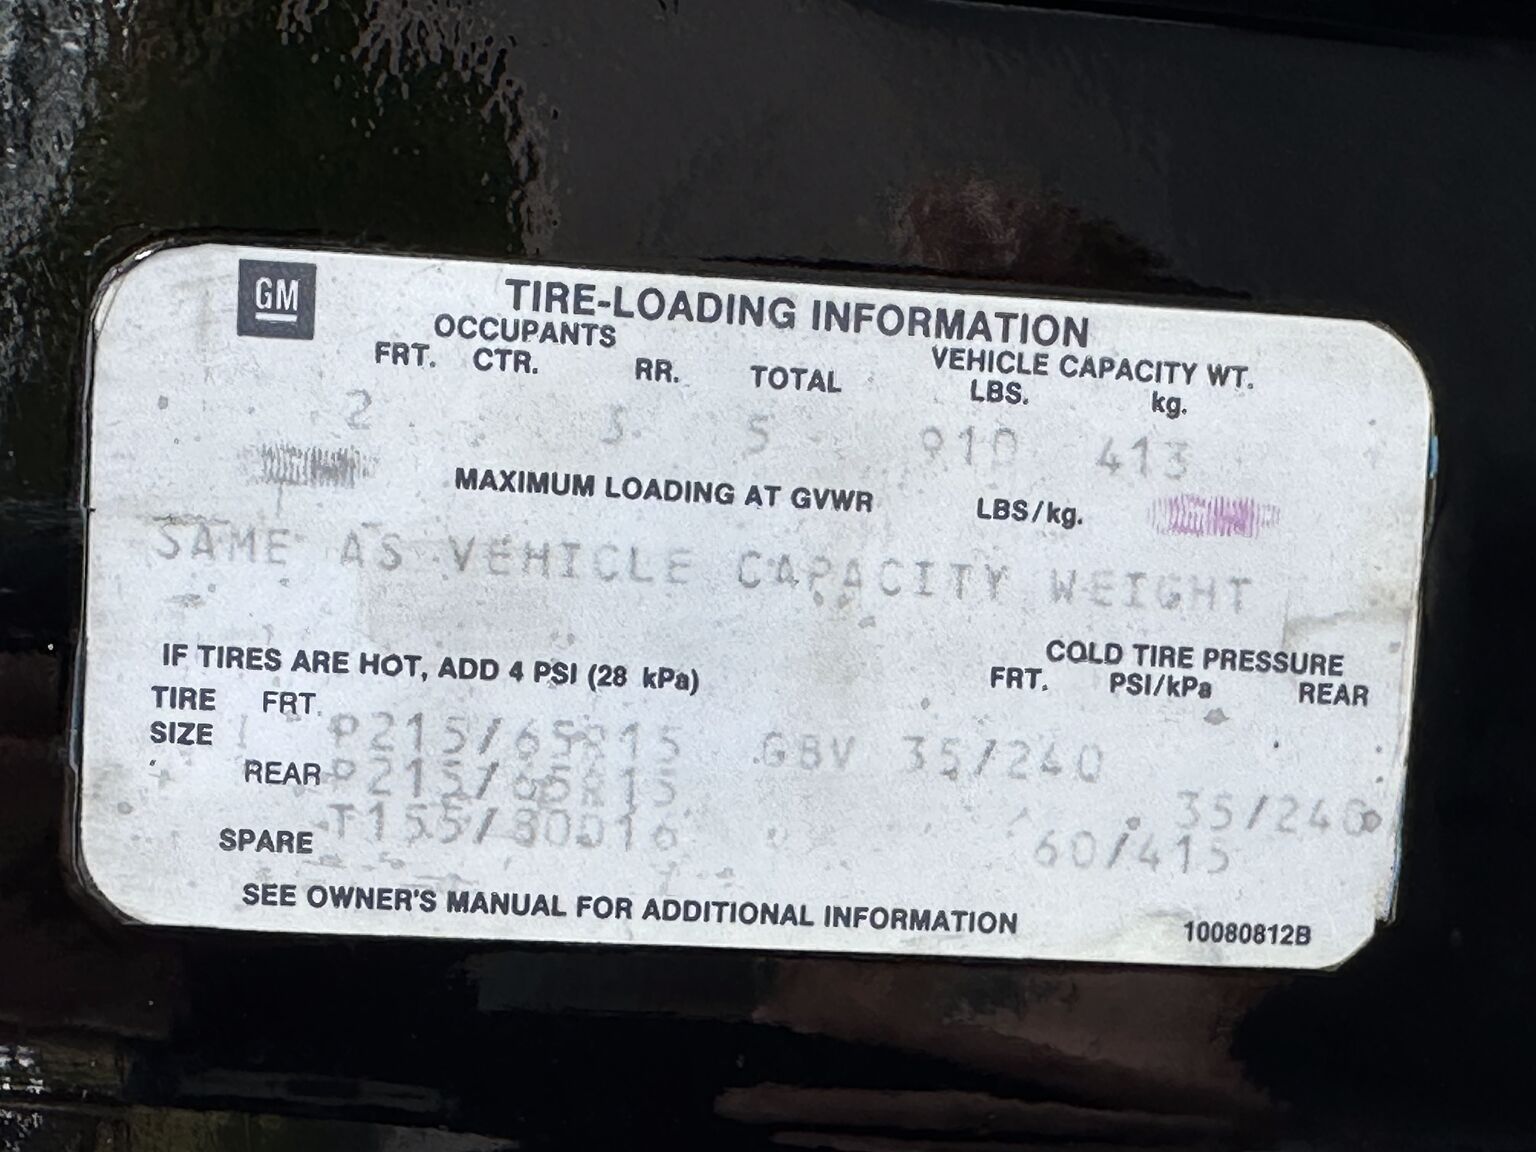 GM TIRE-LOADING INFORMATION
OCCUPANTS VEHICLE CAPACITY WT.
FRT. CTR. RR. TOTAL LBS. kg.
2 3 5 910 413
MAXIMUM LOADING AT GVWR LBS/kg.
SAME AS VEHICLE CAPACITY WEIGHT
IF TIRES ARE HOT, ADD 4 PSI (28 kPa) COLD TIRE PRESSURE
FRT. PSI/kPa REAR
TIRE SIZE FRT. P215/65R15 GBV 35/240
REAR P215/65R15 35/240
SPARE T155/80D16 60/415
SEE OWNER'S MANUAL FOR ADDITIONAL INFORMATION 10080812B